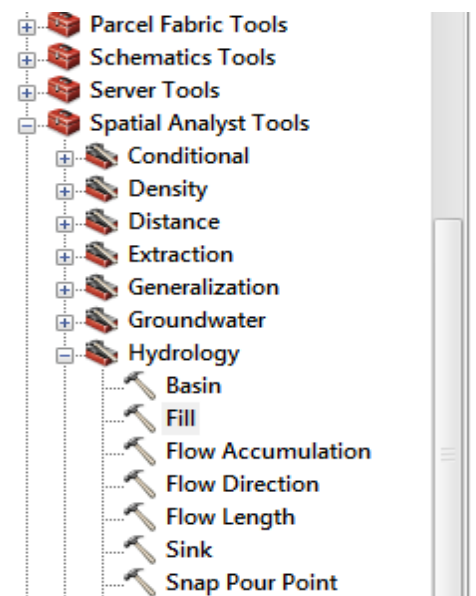 Parcel Fabric Tools
Schematics Tools
Server Tools
Spatial Analyst Tools
Conditional
Density
Distance
Extraction
Generalization
Groundwater
Hydrology
Basin
Fill
Flow Accumulation
Flow Direction
Flow Length
Sink
Snap Pour Point